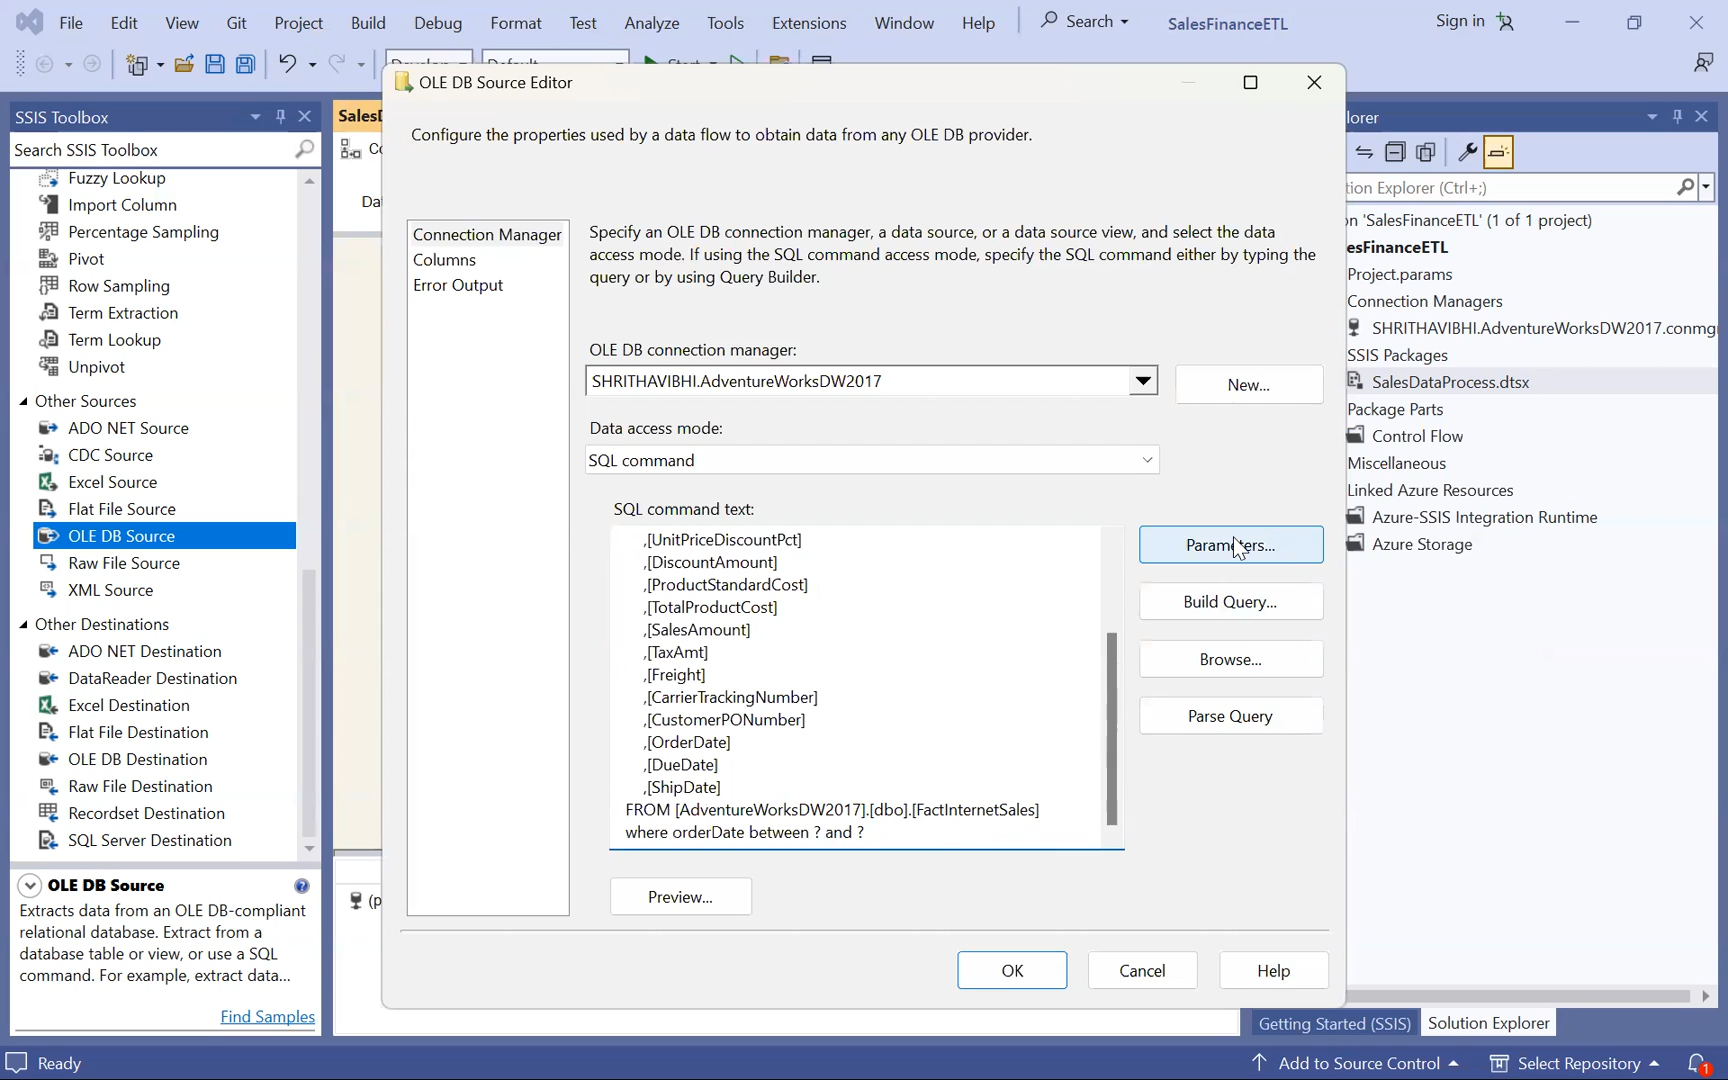 File Edit View Git Project Build Debug Format Test Analyze Tools Extensions Window Help Search SalesFinanceETL Sign in
OLE DB Source Editor
Configure the properties used by a data flow to obtain data from any OLE DB provider.
Connection Manager
Columns
Error Output
Specify an OLE DB connection manager, a data source, or a data source view, and select the data
access mode. If using the SQL command access mode, specify the SQL command either by typing the
query or by using Query Builder.
OLE DB connection manager:
SHRITHAVIBHI.AdventureWorksDW2017
New...
Data access mode:
SQL command
SQL command text:
,[UnitPriceDiscountPct]
,[DiscountAmount]
,[ProductStandardCost]
,[TotalProductCost]
,[SalesAmount]
,[TaxAmt]
,[Freight]
,[CarrierTrackingNumber]
,[CustomerPONumber]
,[OrderDate]
,[DueDate]
,[ShipDate]
FROM [AdventureWorksDW2017].[dbo].[FactInternetSales]
where orderDate between ? and ?
Parameters...
Build Query...
Browse...
Parse Query
Preview...
OK Cancel Help
SSIS Toolbox
Search SSIS Toolbox
Fuzzy Lookup
Import Column
Percentage Sampling
Pivot
Row Sampling
Term Extraction
Term Lookup
Unpivot
Other Sources
ADO NET Source
CDC Source
Excel Source
Flat File Source
OLE DB Source
Raw File Source
XML Source
Other Destinations
ADO NET Destination
DataReader Destination
Excel Destination
Flat File Destination
OLE DB Destination
Raw File Destination
Recordset Destination
SQL Server Destination
OLE DB Source
Extracts data from an OLE DB-compliant
relational database. Extract from a
database table or view, or use a SQL
command. For example, extract data...
Find Samples
lorer
tion Explorer (Ctrl+;)
on 'SalesFinanceETL' (1 of 1 project)
esFinanceETL
Project.params
Connection Managers
SHRITHAVIBHI.AdventureWorksDW2017.conmgr
SSIS Packages
SalesDataProcess.dtsx
Package Parts
Control Flow
Miscellaneous
Linked Azure Resources
Azure-SSIS Integration Runtime
Azure Storage
Getting Started (SSIS) Solution Explorer
Ready
Add to Source Control Select Repository 1